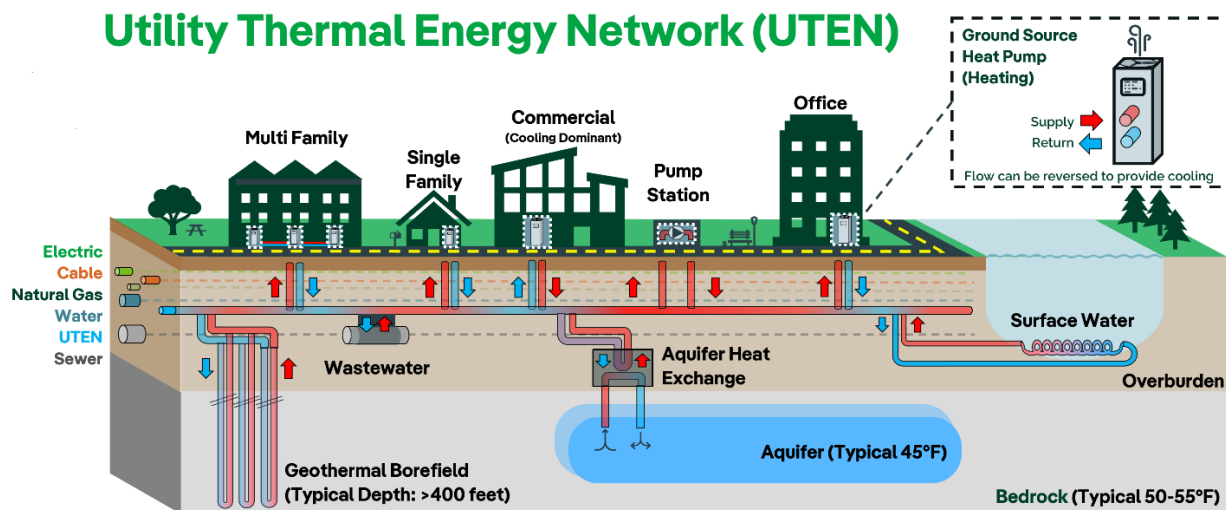 Utility Thermal Energy Network (UTEN)
Ground Source
Heat Pump
(Heating)
Supply
Return
Flow can be reversed to provide cooling
Multi Family
Single
Family
Commercial
(Cooling Dominant)
Pump
Station
Office
Electric
Cable
Natural Gas
Water
UTEN
Sewer
Wastewater
Aquifer Heat
Exchange
Surface Water
Overburden
Geothermal Borefield
(Typical Depth: >400 feet)
Aquifer (Typical 45°F)
Bedrock (Typical 50-55°F)